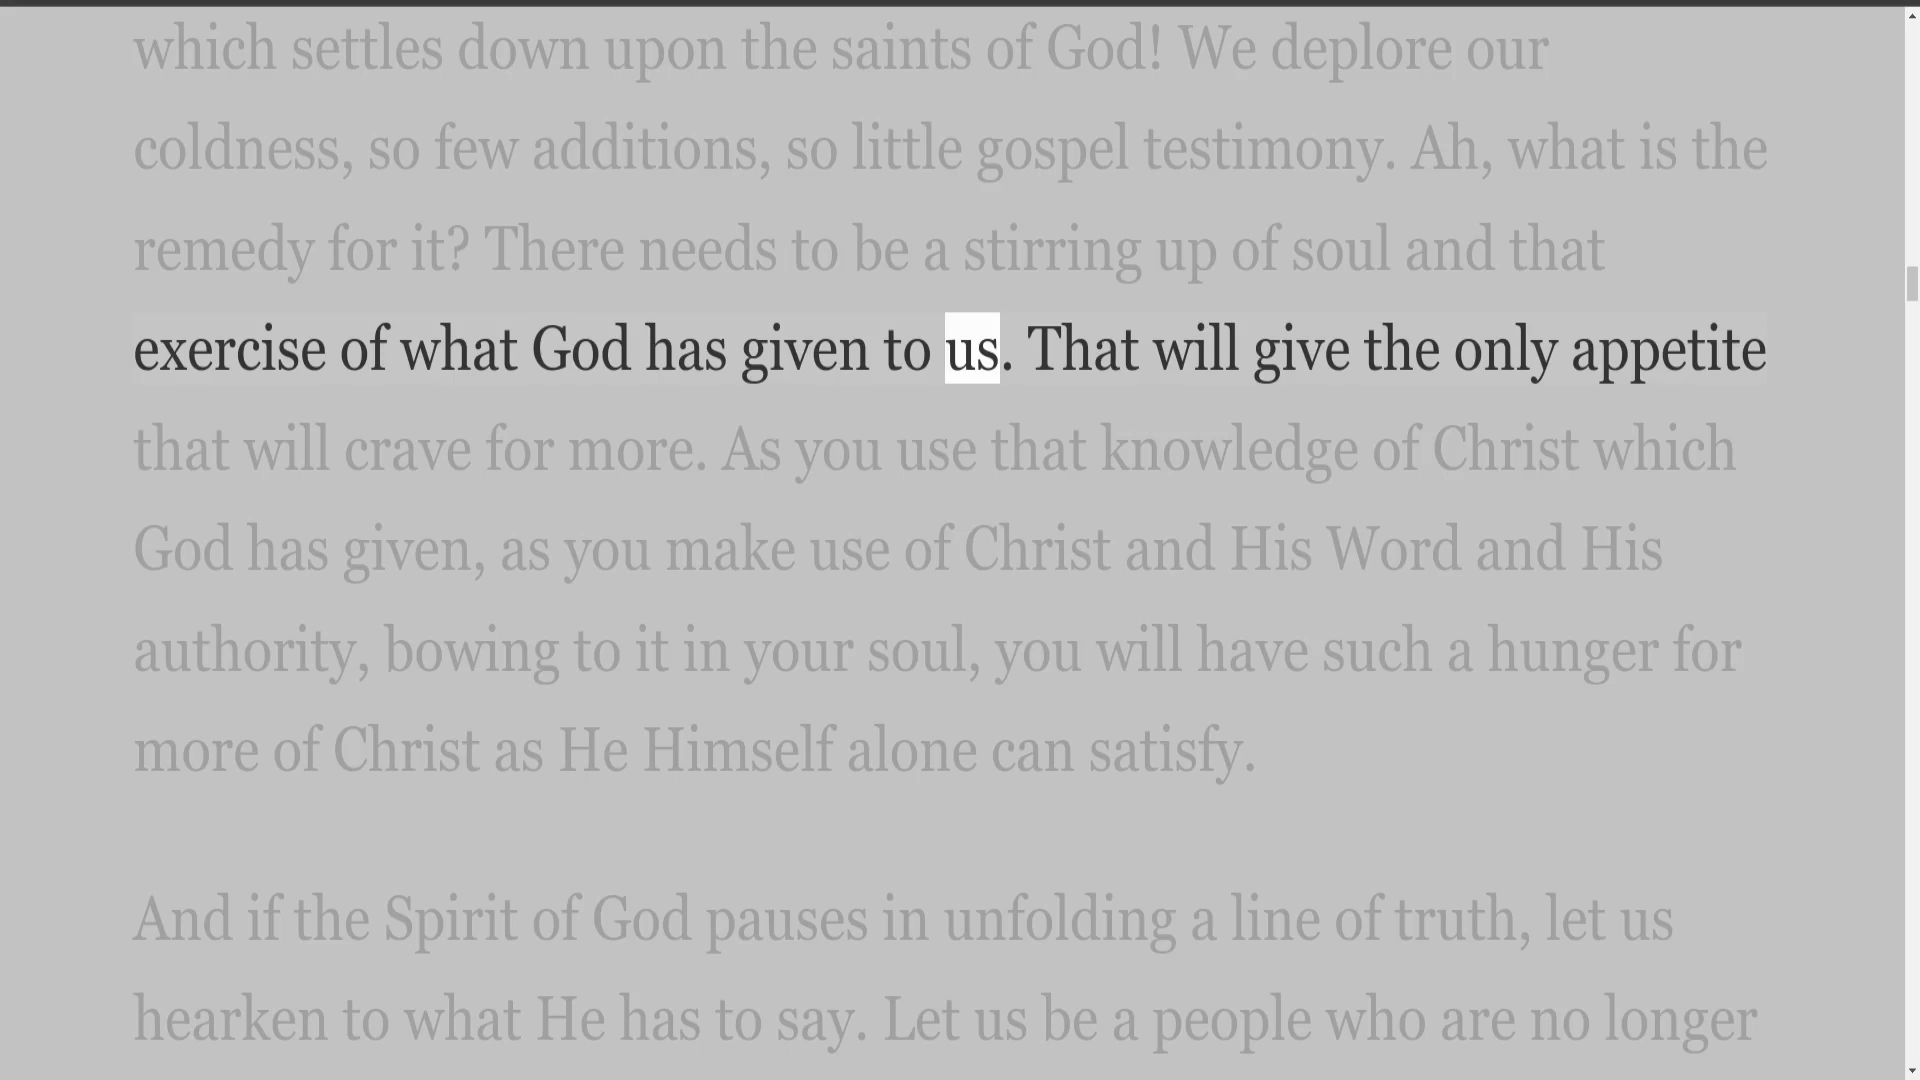 which settles down upon the saints of God! We deplore our
coldness, so few additions, so little gospel testimony. Ah, what is the
remedy for it? There needs to be a stirring up of soul and that
exercise of what God has given to us. That will give the only appetite
that will crave for more. As you use that knowledge of Christ which
God has given, as you make use of Christ and His Word and His
authority, bowing to it in your soul, you will have such a hunger for
more of Christ as He Himself alone can satisfy.
And if the Spirit of God pauses in unfolding a line of truth, let us
hearken to what He has to say. Let us be a people who are no longer